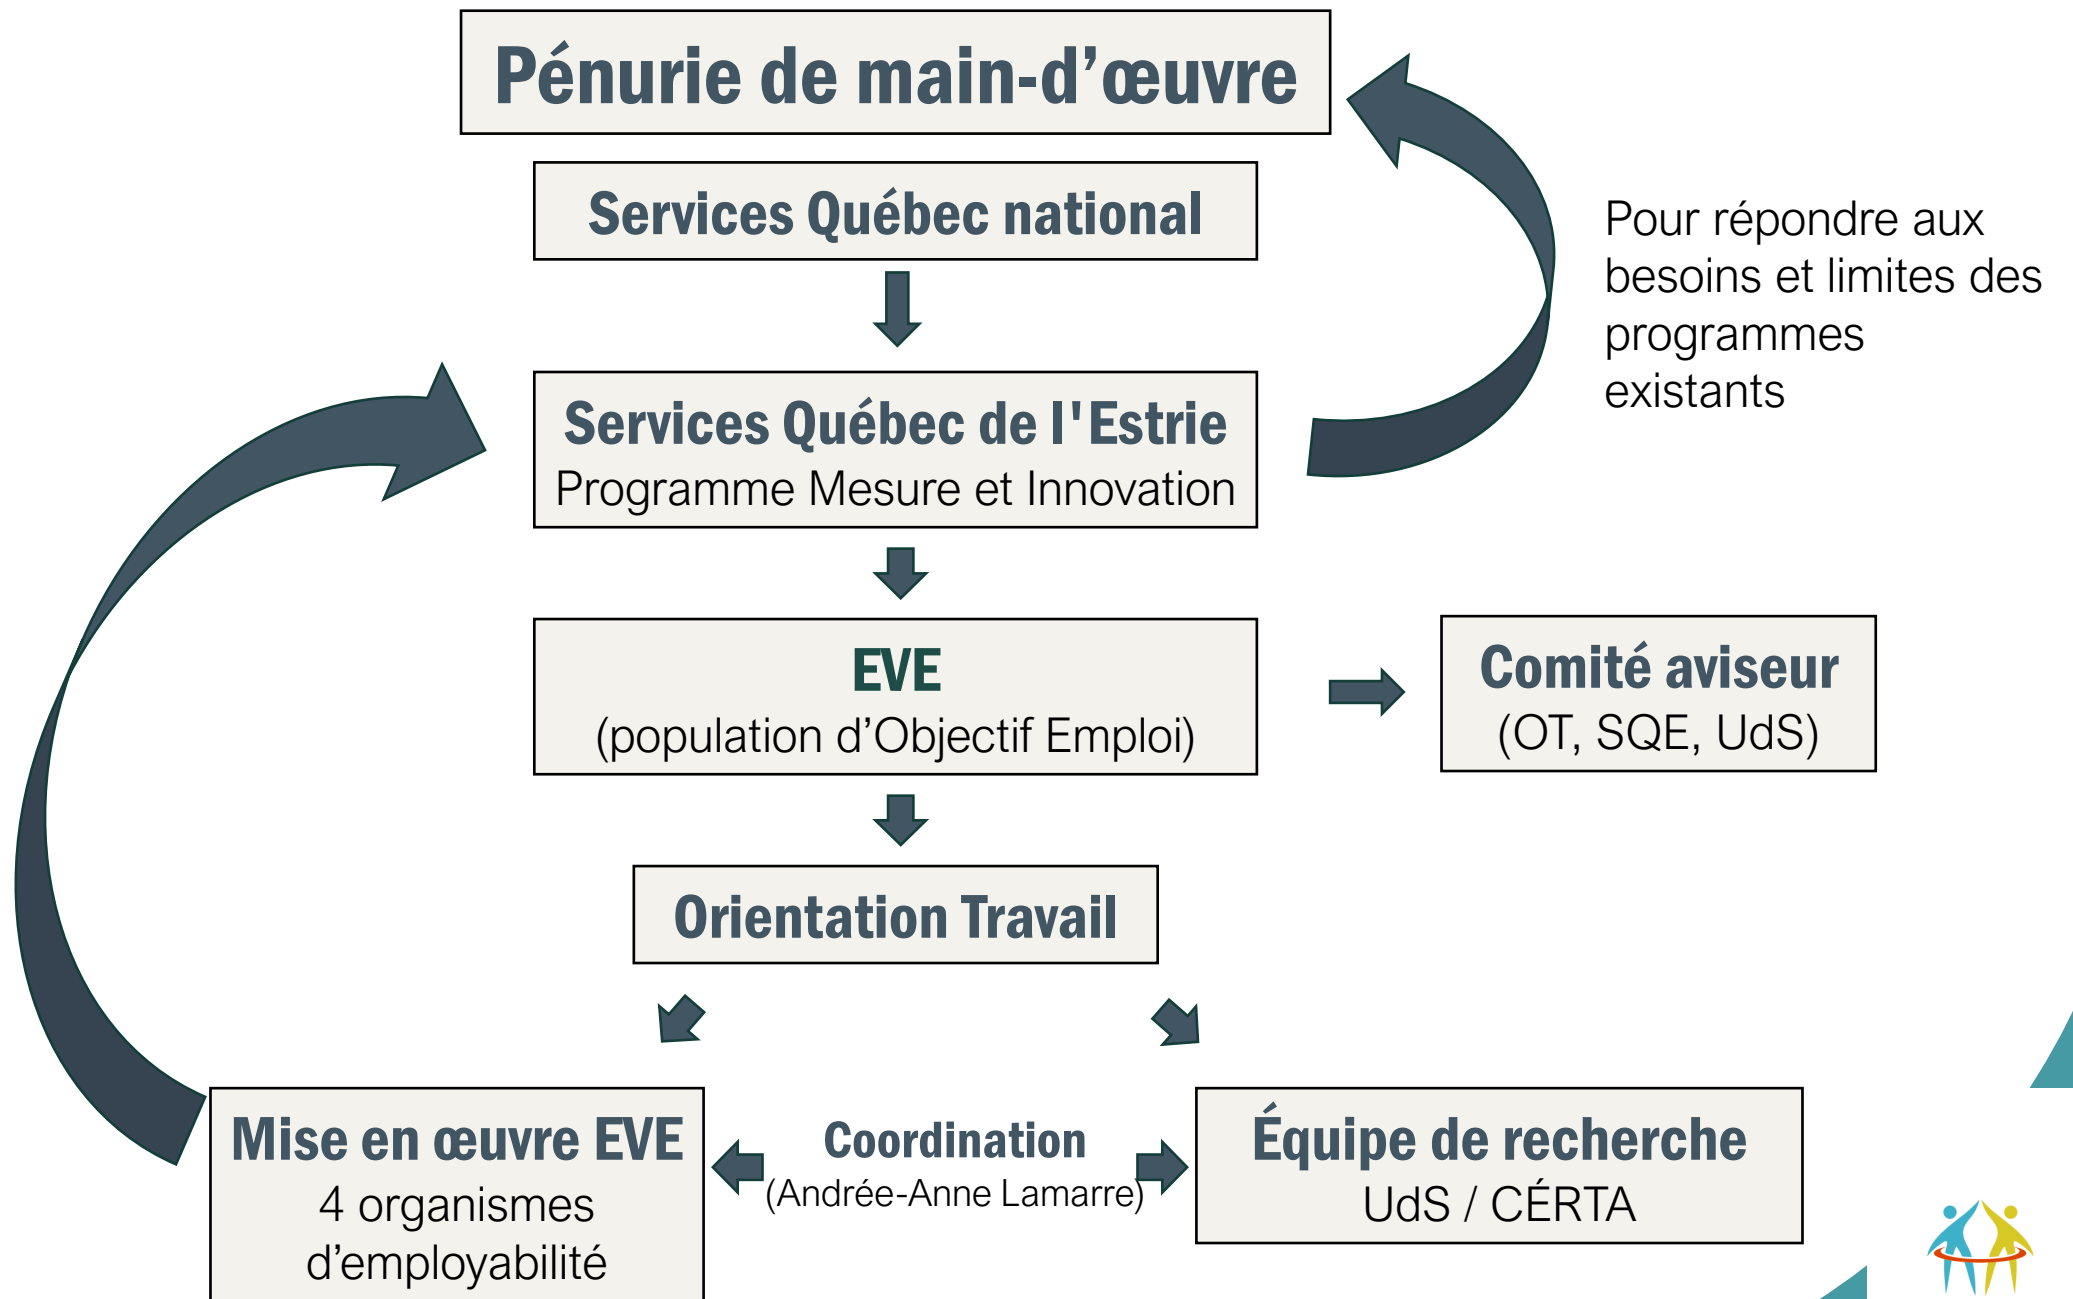 Pénurie de main-d’œuvre
Services Québec national
Pour répondre aux
besoins et limites des
programmes
existants
Services Québec de l'Estrie
Programme Mesure et Innovation
EVE
(population d’Objectif Emploi)
Comité aviseur
(OT, SQE, UdS)
Orientation Travail
Mise en œuvre EVE
4 organismes
d’employabilité
Coordination
(Andrée-Anne Lamarre)
Équipe de recherche
UdS / CÉRTA